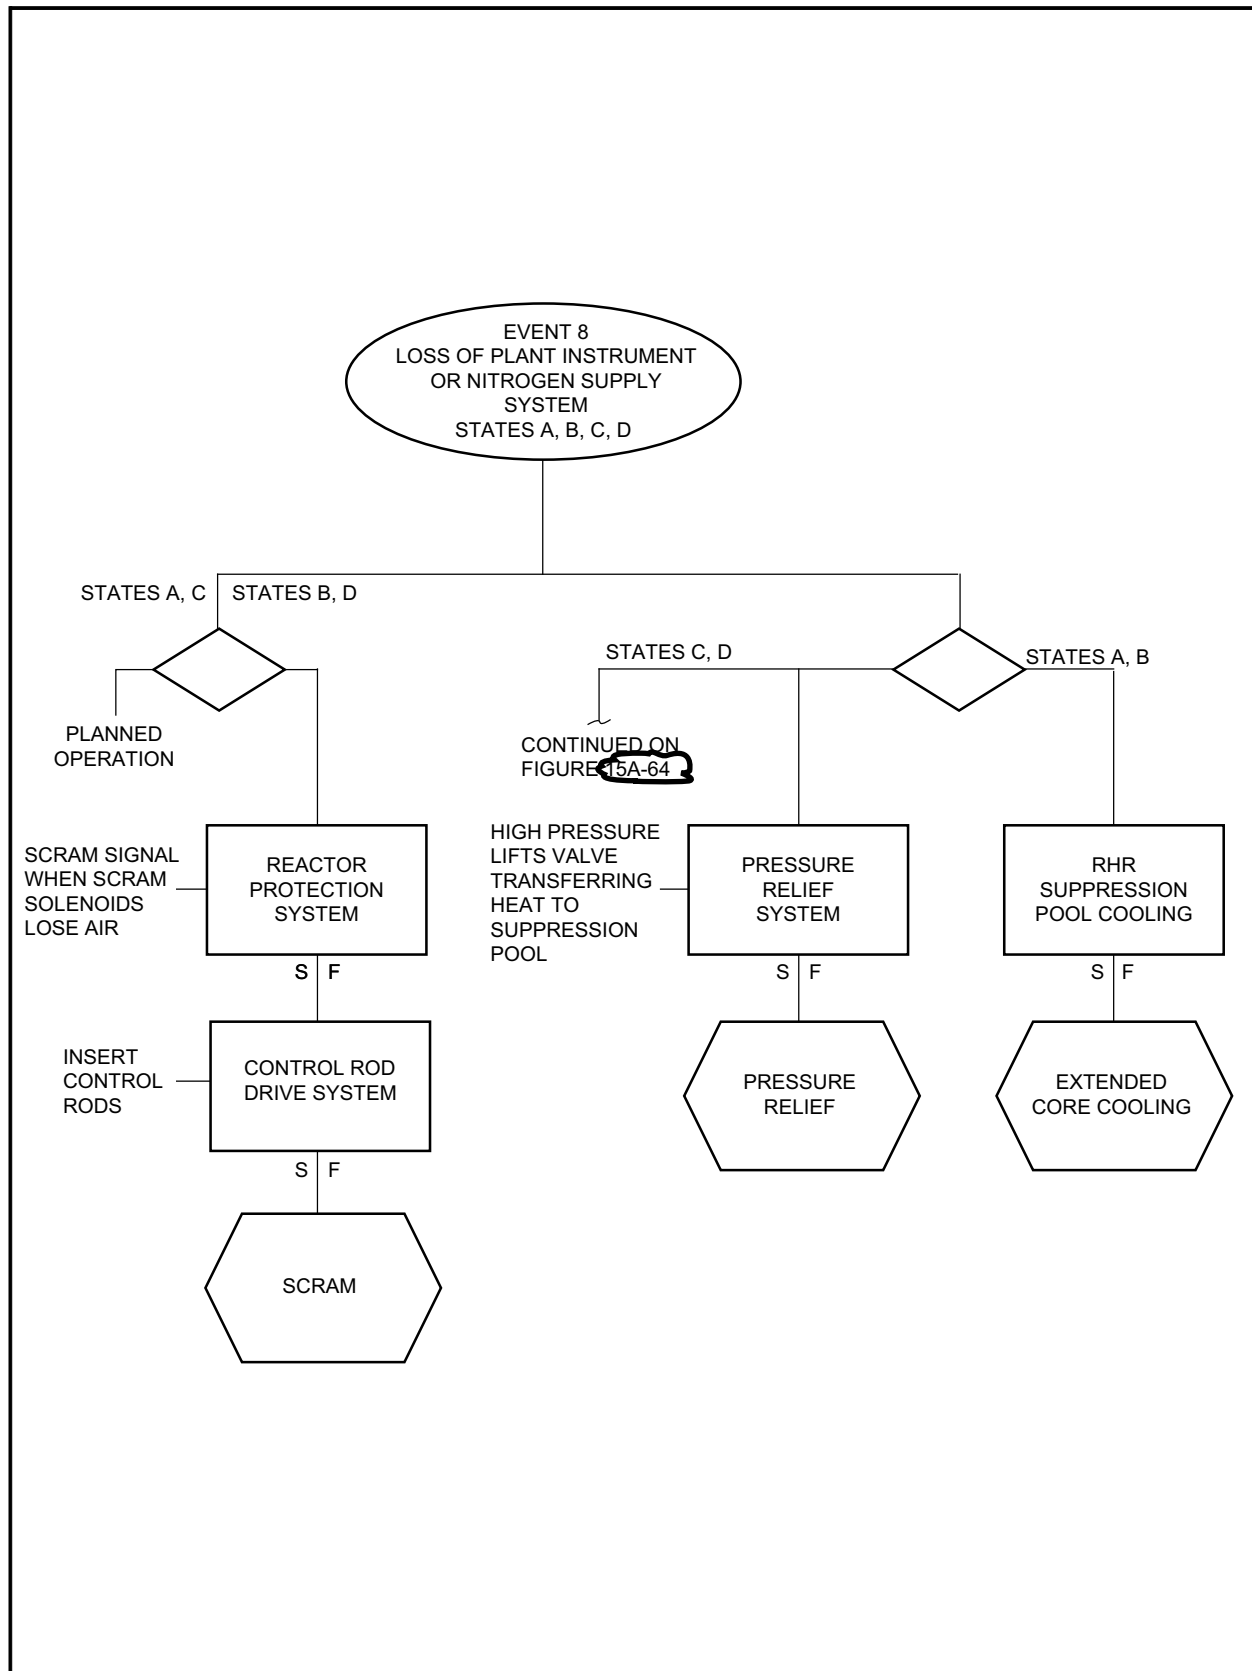 EVENT 8
LOSS OF PLANT INSTRUMENT
OR NITROGEN SUPPLY
SYSTEM
STATES A, B, C, D
STATES A, C
STATES B, D
STATES C, D
STATES A, B
PLANNED
OPERATION
CONTINUED ON
FIGURE 15A-64
SCRAM SIGNAL
WHEN SCRAM
SOLENOIDS
LOSE AIR
REACTOR
PROTECTION
SYSTEM
HIGH PRESSURE
LIFTS VALVE
TRANSFERRING
HEAT TO
SUPPRESSION
POOL
PRESSURE
RELIEF
SYSTEM
RHR
SUPPRESSION
POOL COOLING
S F
S F
S F
INSERT
CONTROL
RODS
CONTROL ROD
DRIVE SYSTEM
PRESSURE
RELIEF
EXTENDED
CORE COOLING
S F
SCRAM